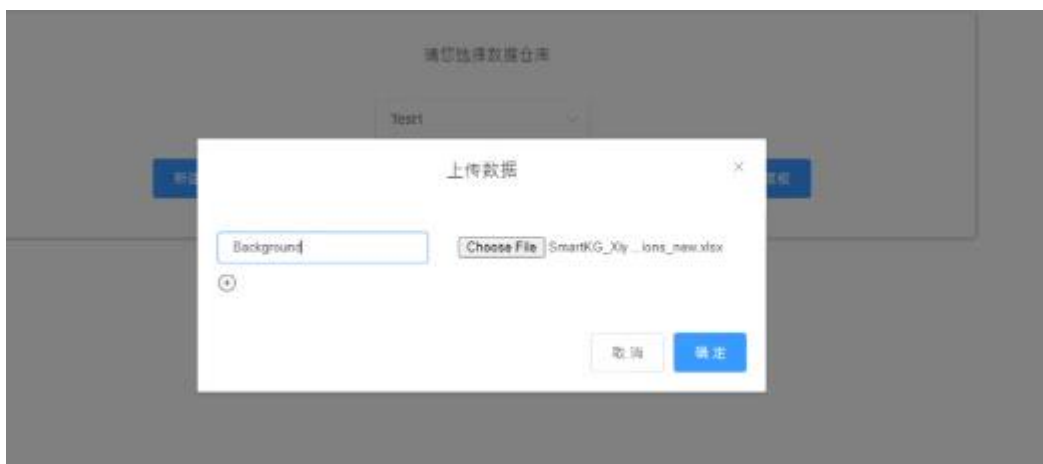 请您选择数据仓库
Test1
上传数据
Background
Choose File SmartKG_Xiy...ions_new.xlsx
取 消
确 定